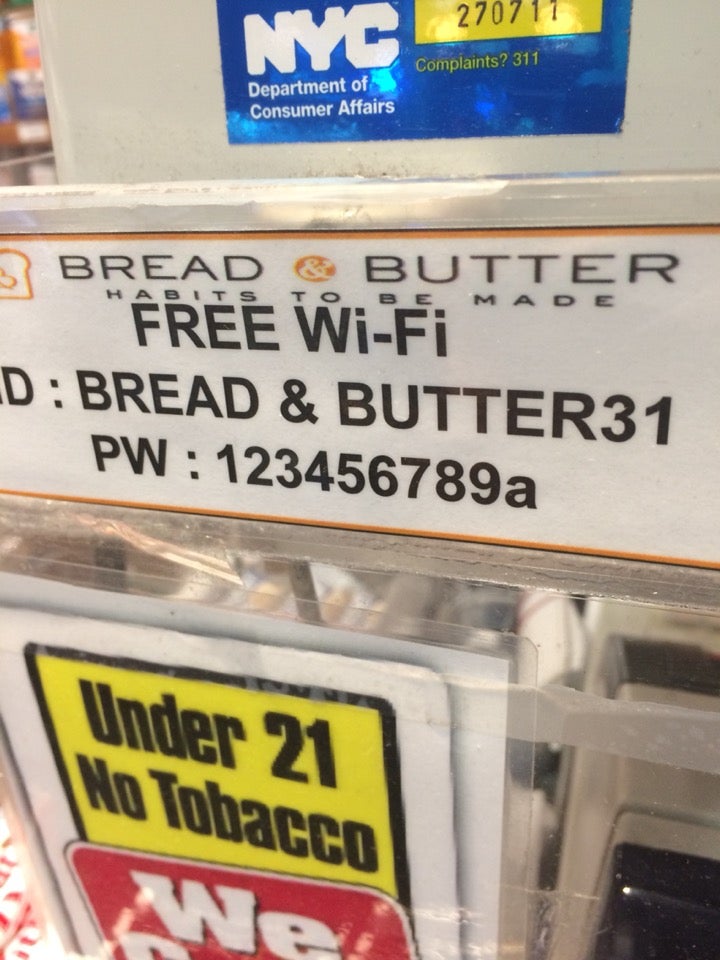 NYC
270711
Department of
Consumer Affairs
Complaints? 311
BREAD & BUTTER
HABITS TO BE MADE
FREE Wi-Fi
ID : BREAD & BUTTER31
PW : 123456789a
Under 21
No Tobacco
We